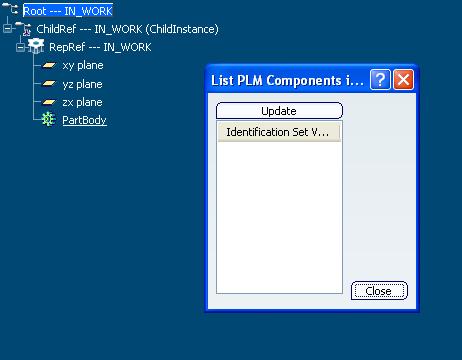 Root --- IN_WORK
ChildRef --- IN_WORK (ChildInstance)
RepRef --- IN_WORK
xy plane
yz plane
zx plane
PartBody
List PLM Components i...
Update
Identification Set V...
Close